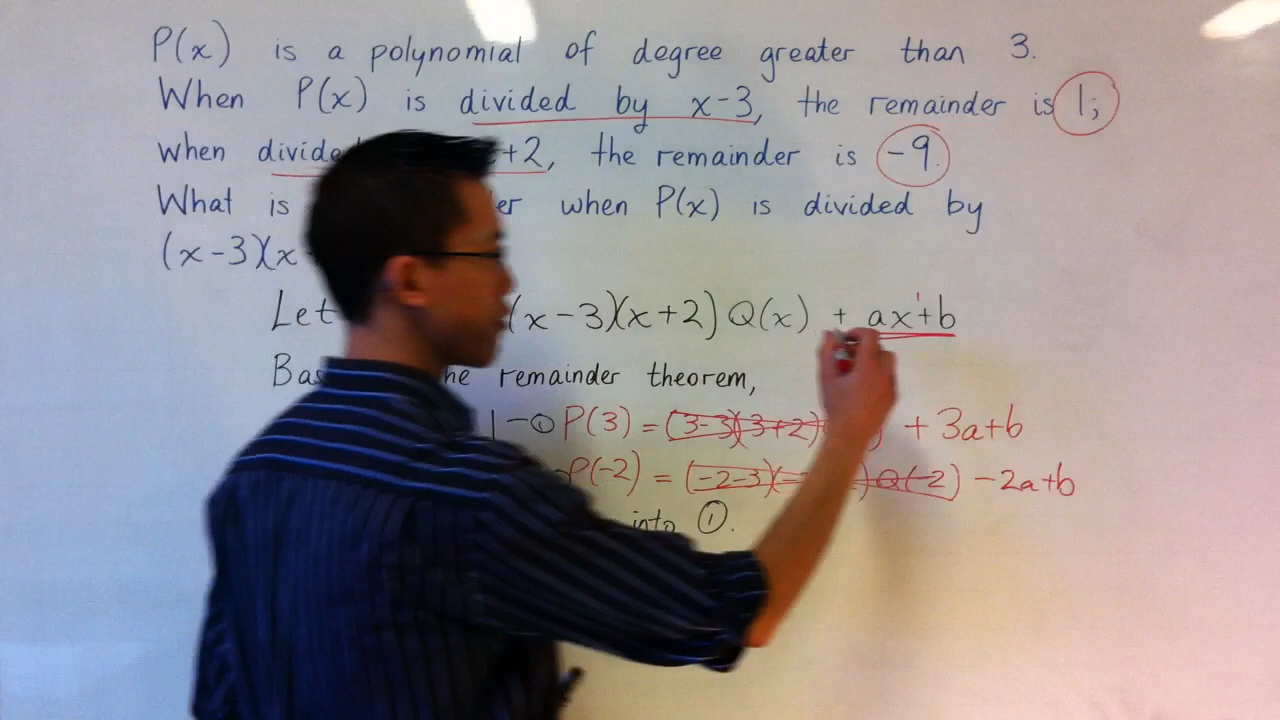 P(x) is a polynomial of degree greater than 3.
When P(x) is divided by x-3, the remainder is 1;
when divide +2, the remainder is -9.
What is er when P(x) is divided by
(x-3)(x
Let (x-3)(x+2) Q(x) + ax+b
Bas he remainder theorem,
1 -① P(3) = (3-3)(3+2) + 3a+b
P(-2) = (-2-3)( )Q(-2) -2a+b
into ①.